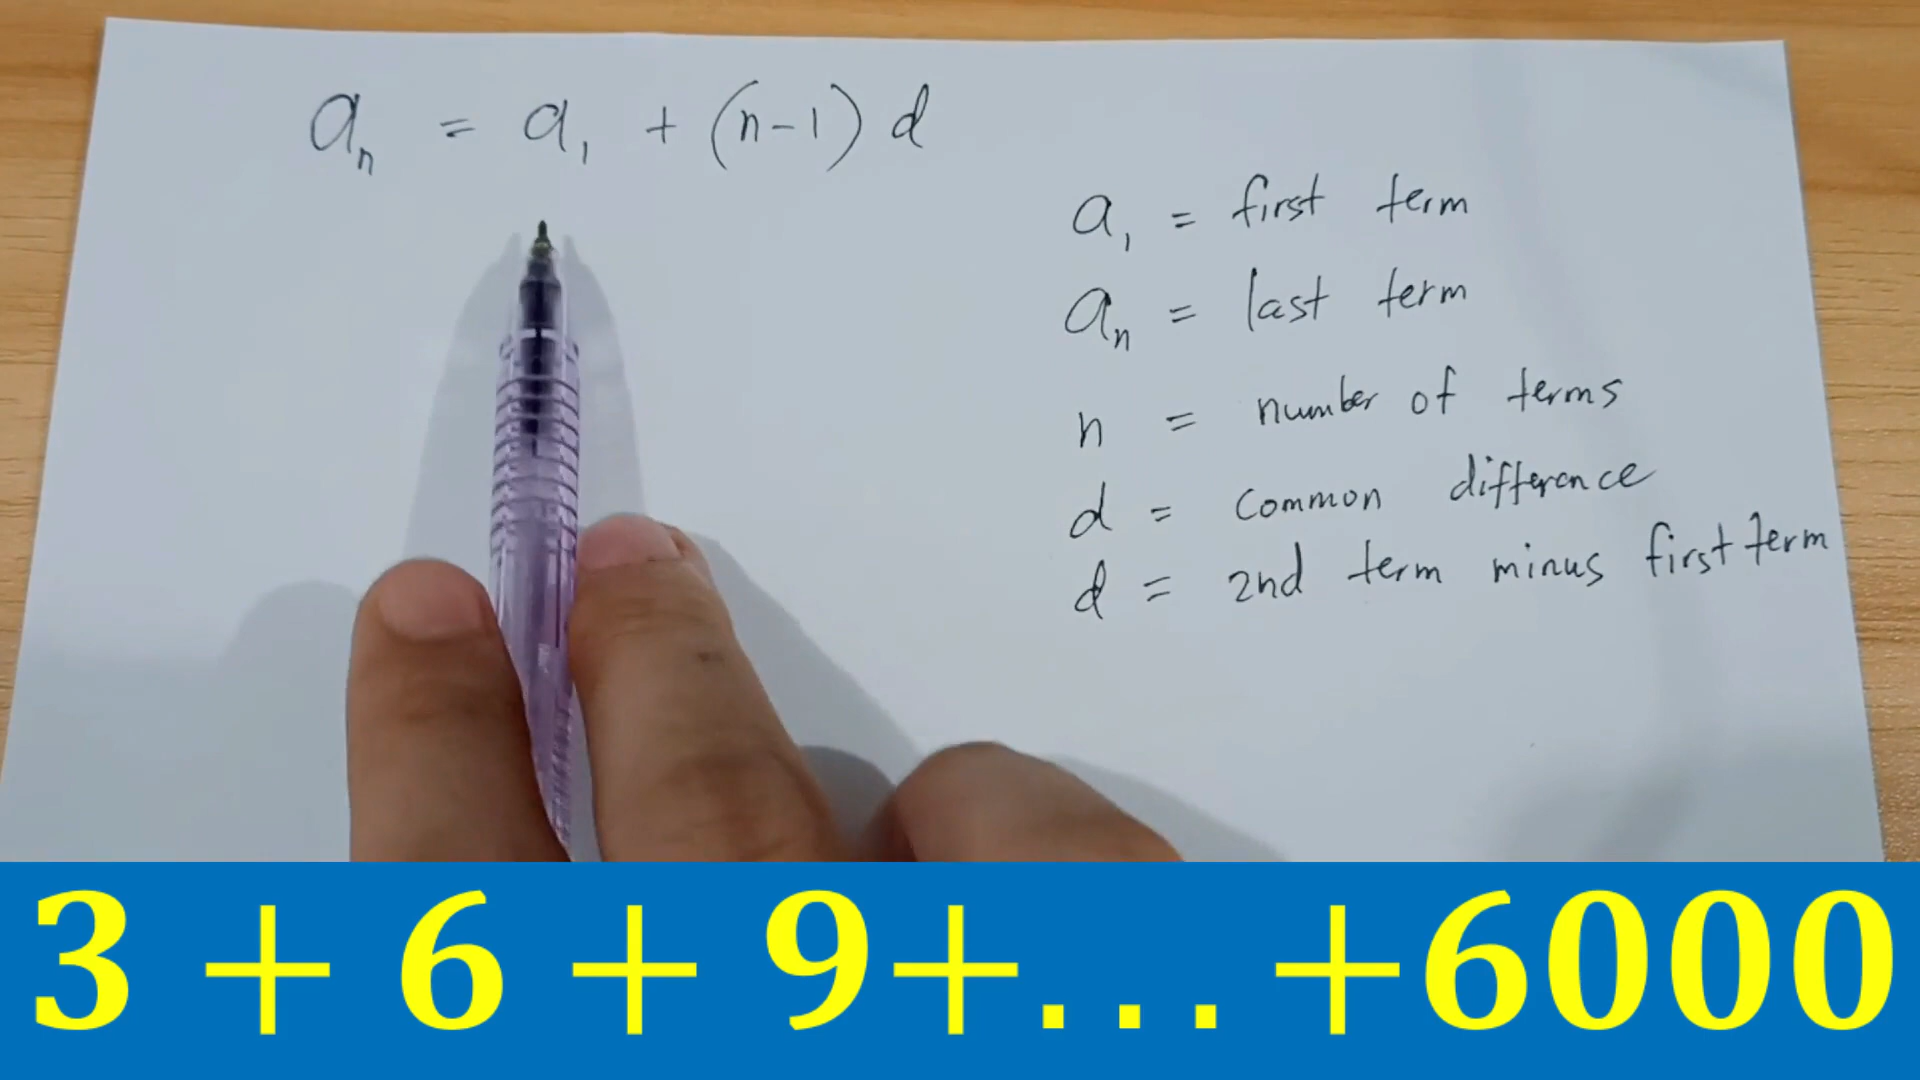 aₙ = a₁ + (n-1) d
a₁ = first term
aₙ = last term
n = number of terms
d = common difference
d = 2nd term minus first term
3 + 6 + 9+. . . +6000